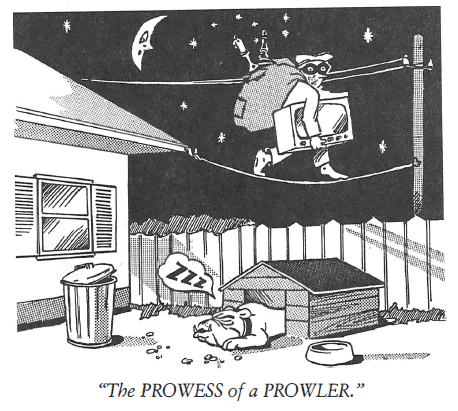 ZZz
"The PROWESS of a PROWLER."